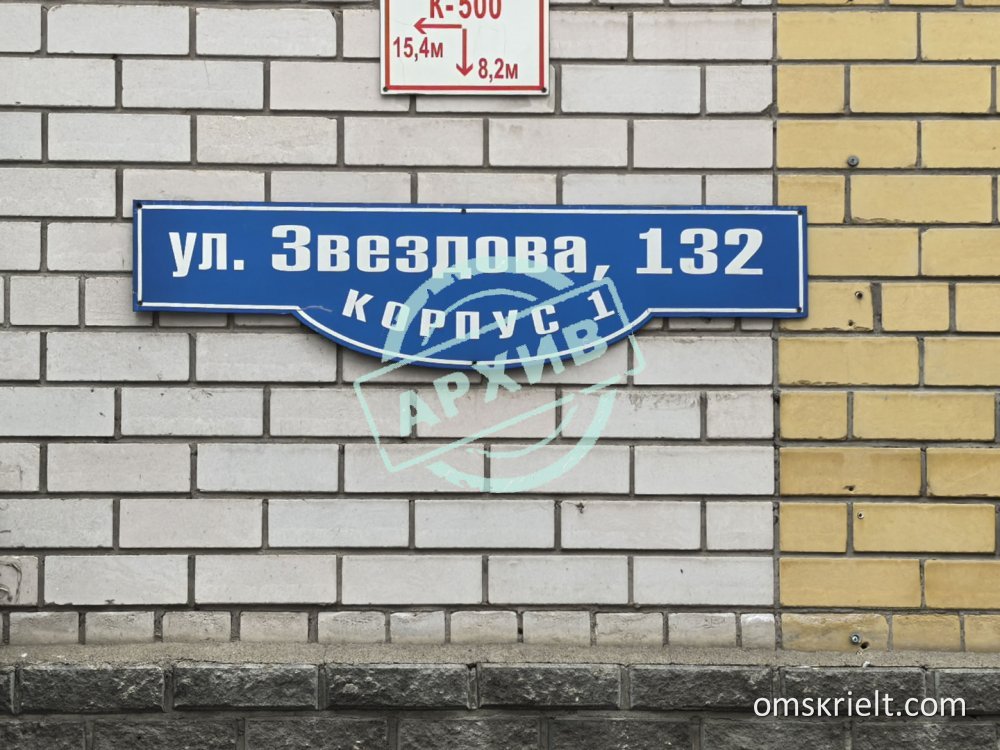 К-500
15,4м
8,2м
ул. Звездова, 132
КОРПУС 1
АРХИВ
omskrielt.com